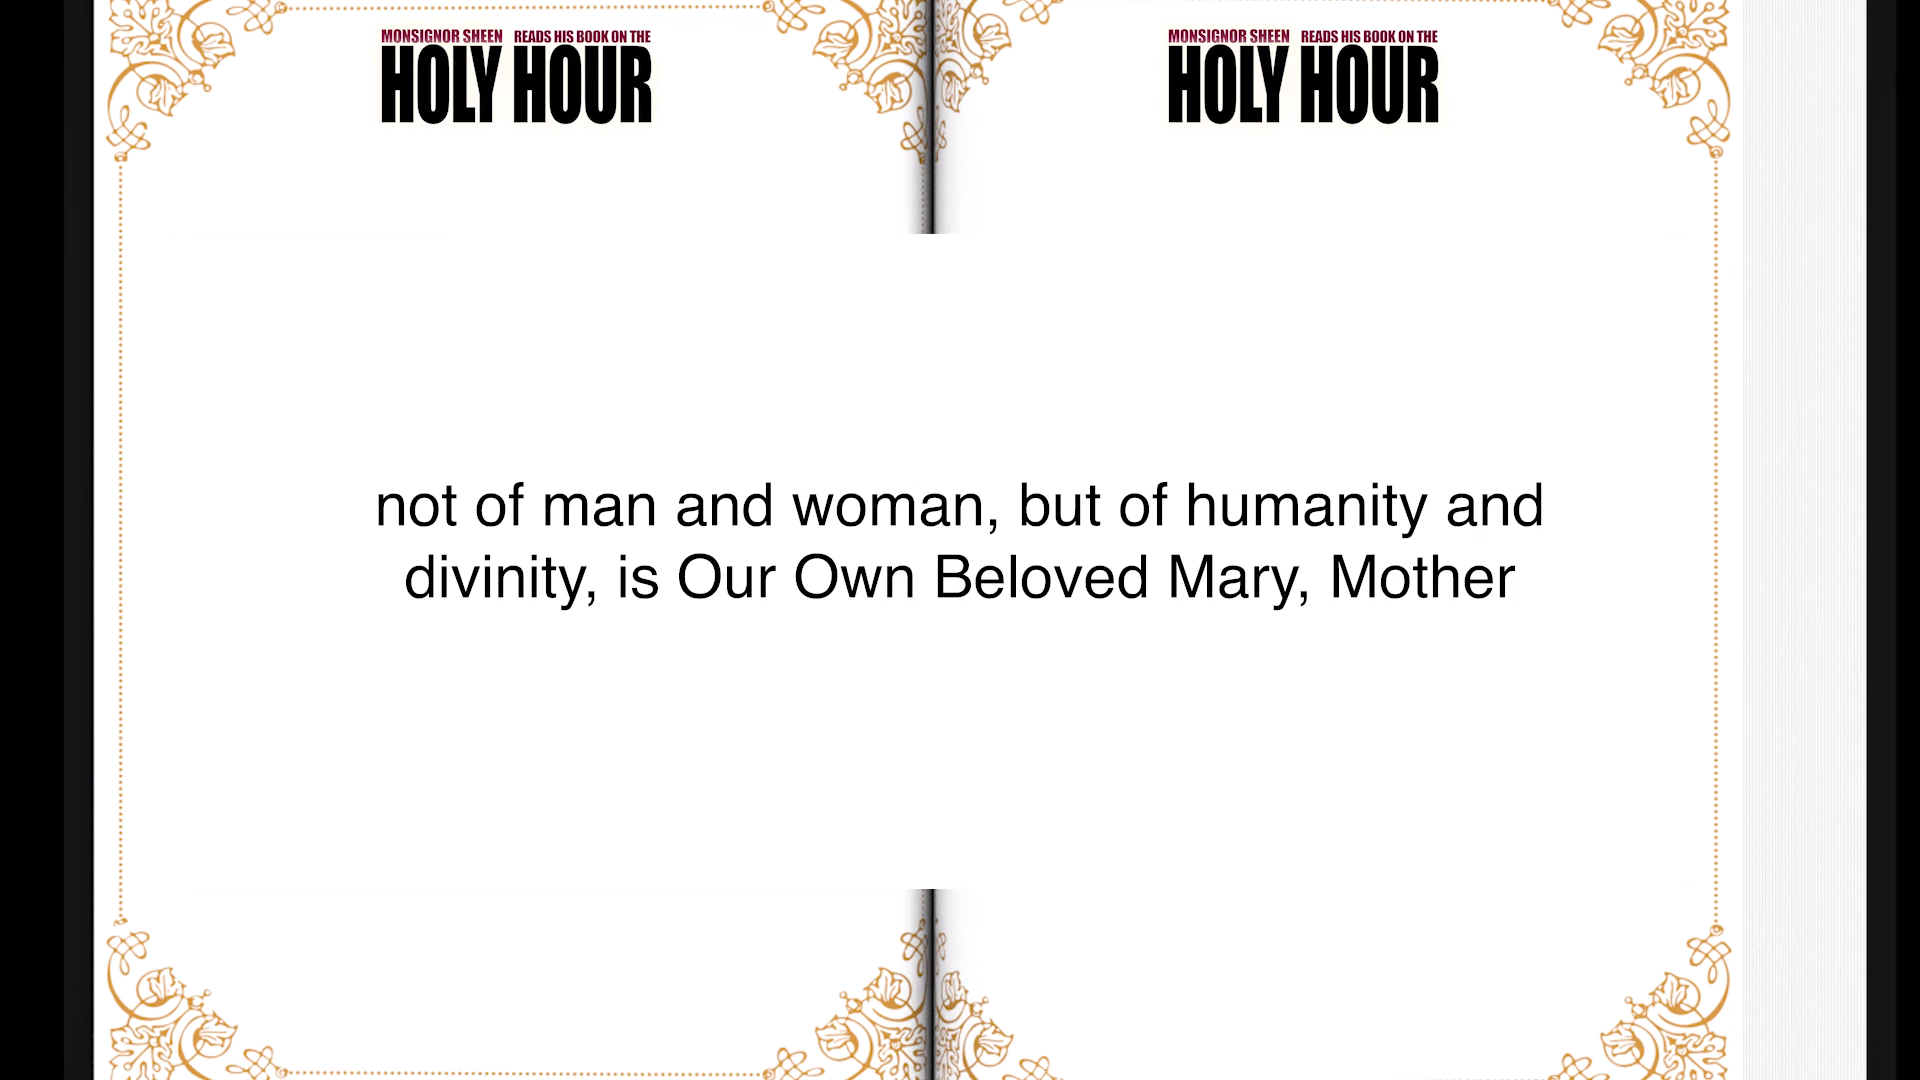 MONSIGNOR SHEEN READS HIS BOOK ON THE
HOLY HOUR
MONSIGNOR SHEEN READS HIS BOOK ON THE
HOLY HOUR
not of man and woman, but of humanity and
divinity, is Our Own Beloved Mary, Mother